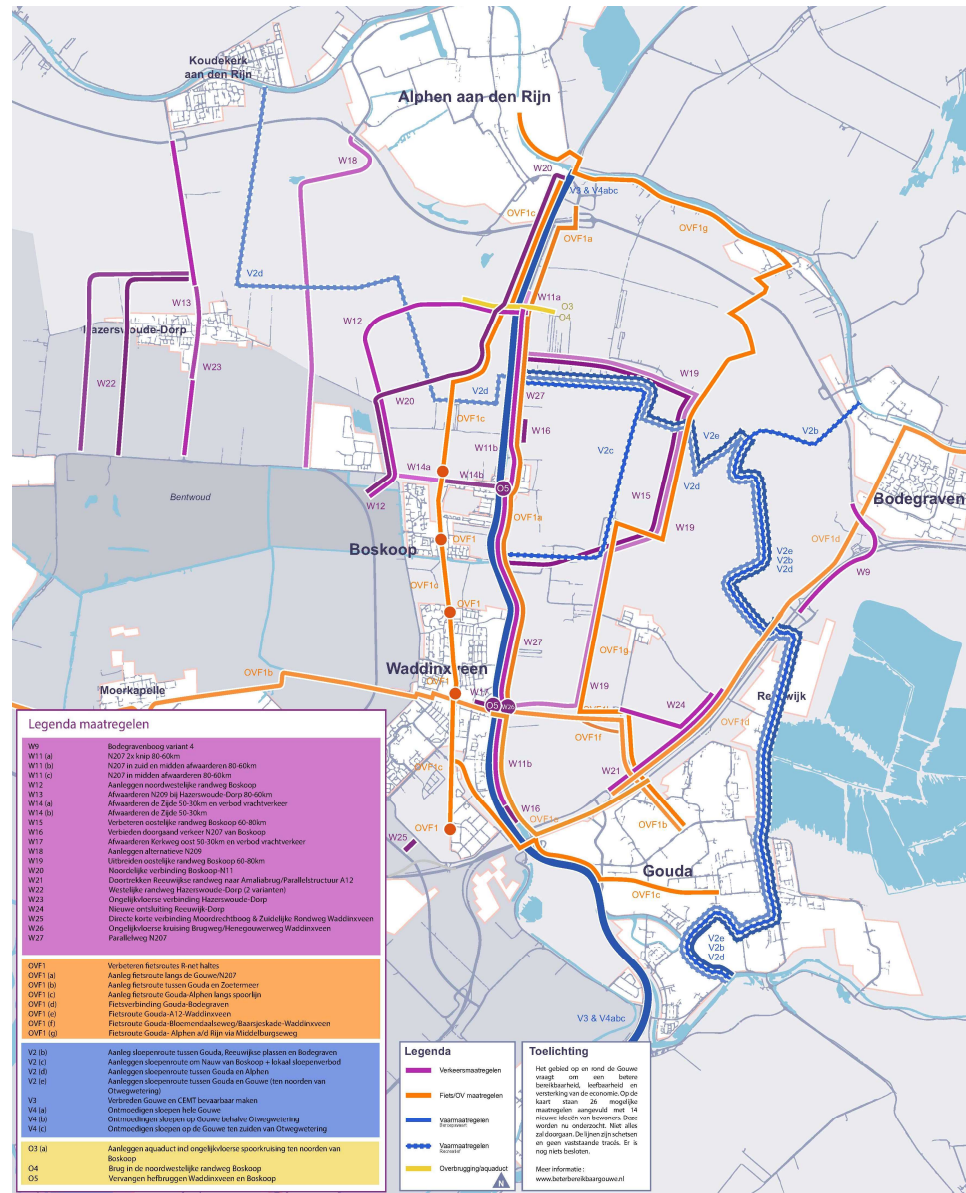 Koudekerk
aan den Rijn
Alphen aan den Rijn
W18
W20
V3 & V4abc
OVF1c
OVF1a
OVF1g
V2d
W13
W11a
O3
O4
W12
Hazerswoude-Dorp
W23
W22
W20
V2d
W27
W19
OVF1c
W16
V2e
V2b
W11b
V2c
W14a
W14b
V2d
O5
W15
Bentwoud
W12
Bodegraven
OVF1a
W19
OVF1d
Boskoop
OVF1
V2e
V2b
V2d
W9
OVF1c
OVF1
W27
OVF1g
Waddinxveen
OVF1b
OVF1
Moerkapelle
W17
W19
Reeuwijk
O5
W26
W24
OVF1d
OVF1f
W11b
W21
OVF1c
W16
OVF1b
OVF1
W25
Gouda
OVF1c
V2e
V2b
V2d
V3 & V4abc
Legenda maatregelen
W9 Bodegravenboog variant 4
W11 (a) N207 2x knip 80-60km
W11 (b) N207 in zuid en midden afwaarderen 80-60km
W11 (c) N207 in midden afwaarderen 80-60km
W12 Aanleggen noordwestelijke randweg Boskoop
W13 Afwaarderen N209 bij Hazerswoude-Dorp 80-60km
W14 (a) Afwaarderen de Zijde 50-30km en verbod vrachtverkeer
W14 (b) Afwaarderen de Zijde 50-30km
W15 Verbeteren oostelijke randweg Boskoop 60-80km
W16 Verbieden doorgaand verkeer N207 van Boskoop
W17 Afwaarderen Kerkweg oost 50-30km en verbod vrachtverkeer
W18 Aanleggen alternatieve N209
W19 Uitbreiden oostelijke randweg Boskoop 60-80km
W20 Noordelijke verbinding Boskoop-N11
W21 Doortrekken Reeuwijkse randweg naar Amaliabrug/Parallelstructuur A12
W22 Westelijke randweg Hazerswoude-Dorp (2 varianten)
W23 Ongelijkvloerse verbinding Hazerswoude-Dorp
W24 Nieuwe ontsluiting Reeuwijk-Dorp
W25 Directe korte verbinding Moordrechtboog & Zuidelijke Rondweg Waddinxveen
W26 Ongelijkvloerse kruising Brugweg/Henegouwerweg Waddinxveen
W27 Parallelweg N207
OVF1 Verbeteren fietsroutes R-net haltes
OVF1 (a) Aanleg fietsroute langs de Gouwe/N207
OVF1 (b) Aanleg fietsroute tussen Gouda en Zoetermeer
OVF1 (c) Aanleg fietsroute Gouda-Alphen langs spoorlijn
OVF1 (d) Fietsverbinding Gouda-Bodegraven
OVF1 (e) Fietsroute Gouda-A12-Waddinxveen
OVF1 (f) Fietsroute Gouda-Bloemendaalseweg/Baarsjeskade-Waddinxveen
OVF1 (g) Fietsroute Gouda- Alphen a/d Rijn via Middelburgseweg
V2 (b) Aanleg sloepenroute tussen Gouda, Reeuwijkse plassen en Bodegraven
V2 (c) Aanleggen sloepenroute om Nauw van Boskoop + lokaal sloepenverbod
V2 (d) Aanleggen sloepenroute tussen Gouda en Alphen
V2 (e) Aanleggen sloepenroute tussen Gouda en Gouwe (ten noorden van
Otwegwetering)
V3 Verbreden Gouwe en CEMT bevaarbaar maken
V4 (a) Ontmoedigen sloepen hele Gouwe
V4 (b) Ontmoedigen sloepen op Gouwe behalve Otwegwetering
V4 (c) Ontmoedigen sloepen op de Gouwe ten zuiden van Otwegwetering
O3 (a) Aanleggen aquaduct incl ongelijkvloerse spoorkruising ten noorden van
Boskoop
O4 Brug in de noordwestelijke randweg Boskoop
O5 Vervangen hefbruggen Waddinxveen en Boskoop
Legenda
Verkeersmaatregelen
Fiets/OV maatregelen
Vaarmaatregelen
Beroepsvaart
Vaarmaatregelen
Recreatief
Overbrugging/aquaduct
N
Toelichting
Het gebied op en rond de Gouwe
vraagt om een betere
bereikbaarheid, leefbaarheid en
versterking van de economie. Op de
kaart staan 26 mogelijke
maatregelen aangevuld met 14
nieuwe ideeën van bewoners. Deze
worden nu onderzocht. Niet alles
zal doorgaan. De lijnen zijn schetsen
en geen vaststaande tracés. Er is
nog niets besloten.
Meer informatie :
www.beterbereikbaargouwe.nl